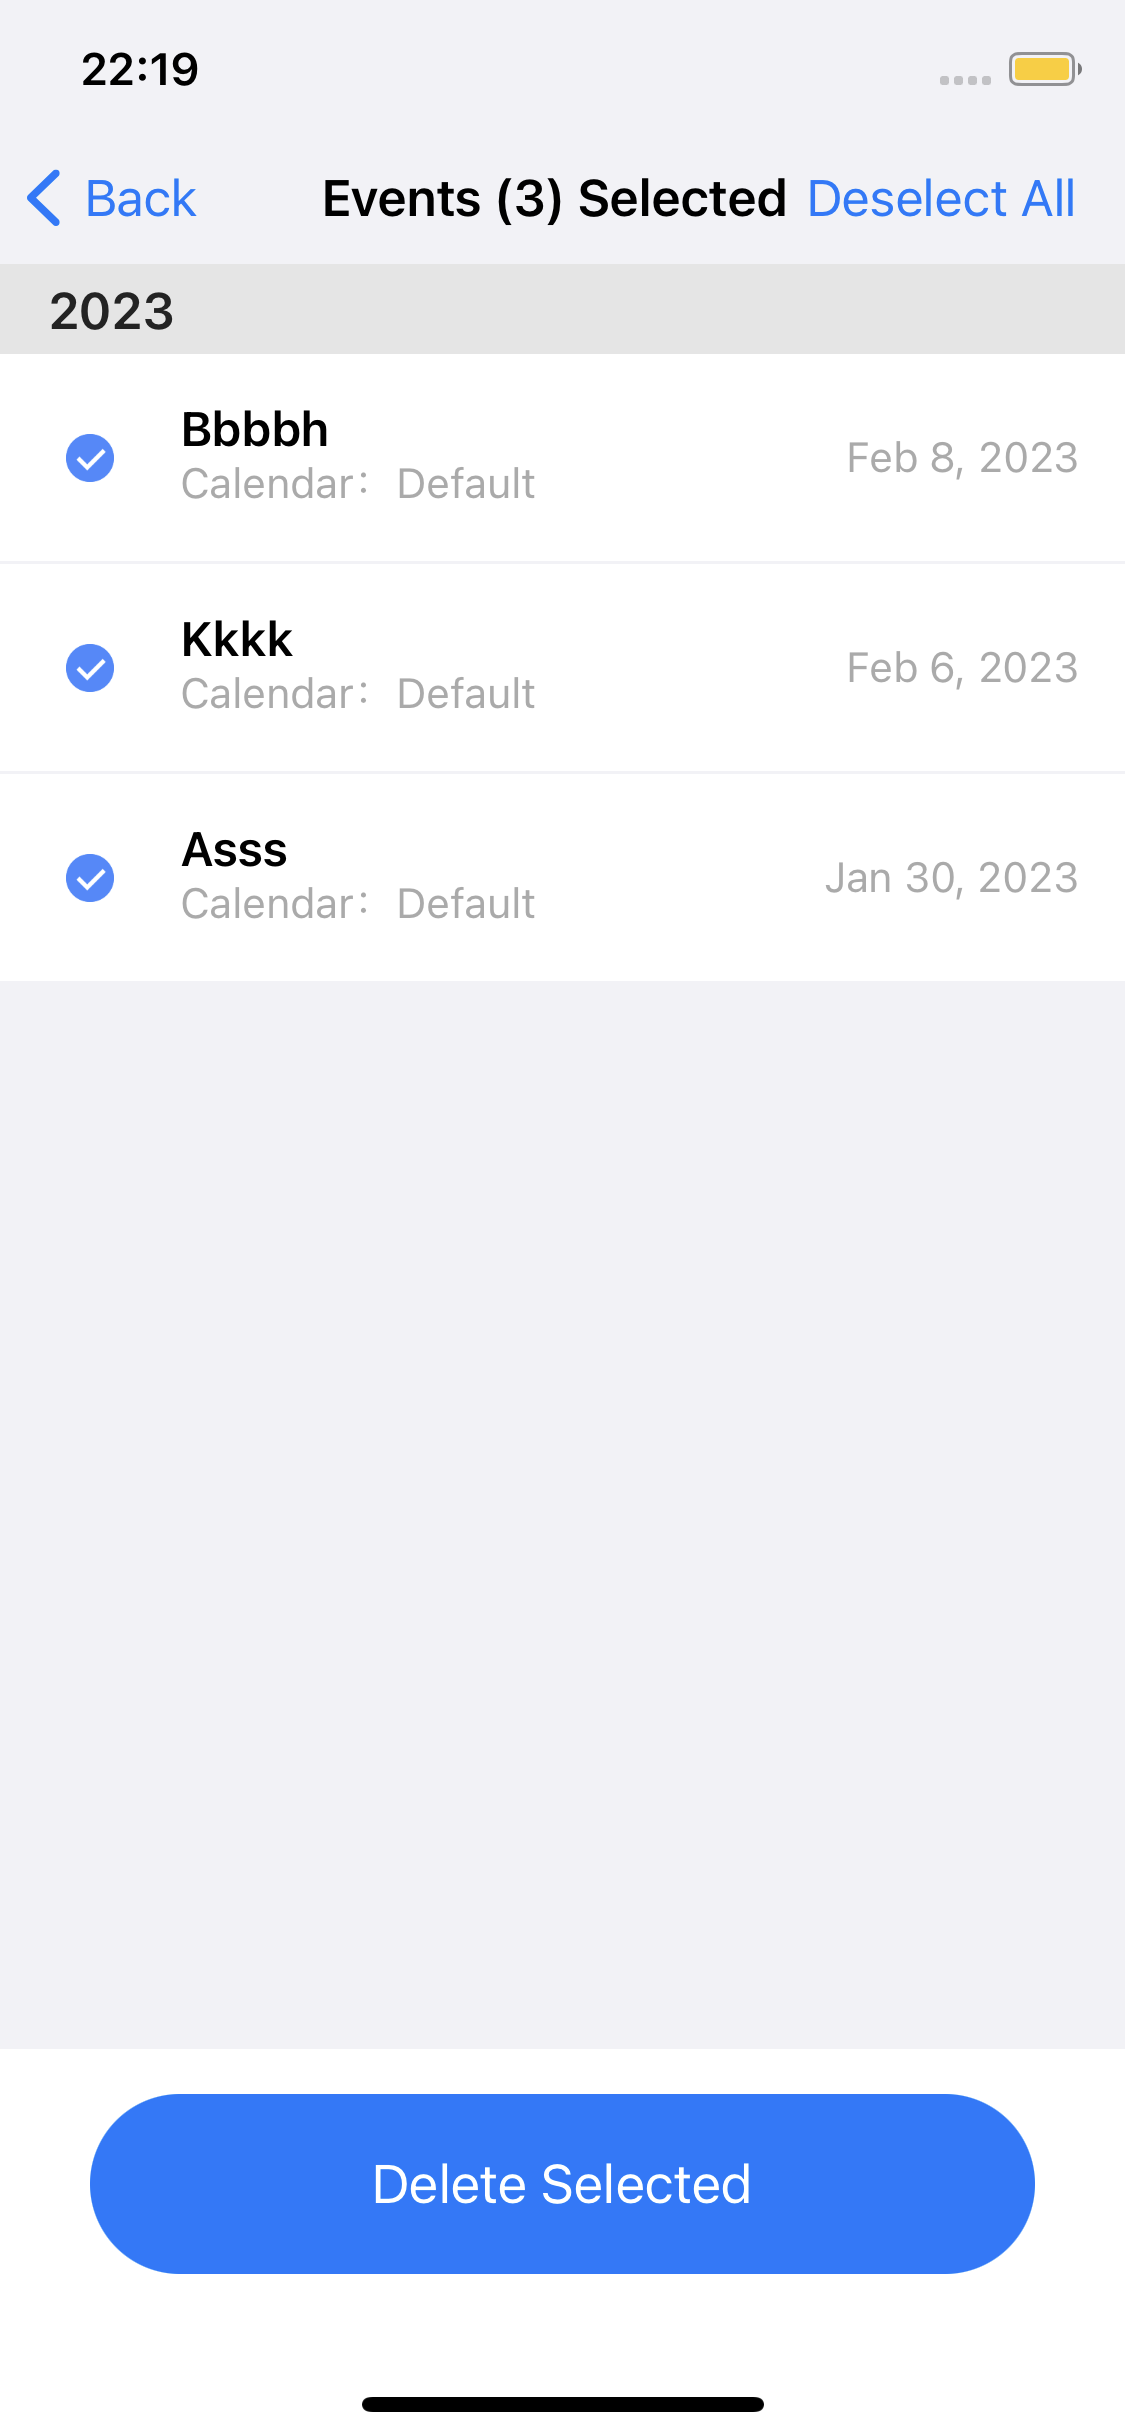 22:19
Back Events (3) Selected Deselect All
2023
Bbbbh
Calendar: Default
Feb 8, 2023
Kkkk
Calendar: Default
Feb 6, 2023
Asss
Calendar: Default
Jan 30, 2023
Delete Selected